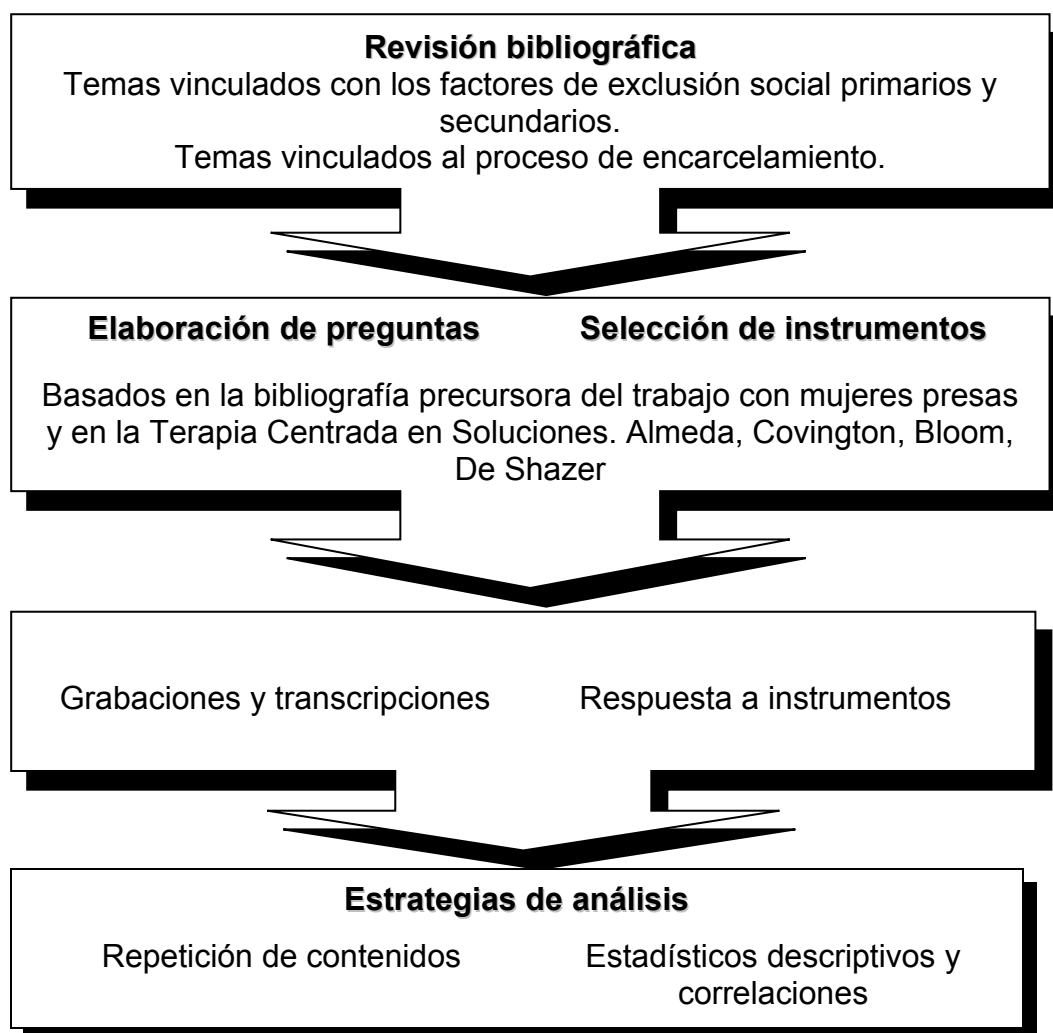 Revisión bibliográfica
Temas vinculados con los factores de exclusión social primarios y
secundarios.
Temas vinculados al proceso de encarcelamiento.
Elaboración de preguntas Selección de instrumentos
Basados en la bibliografía precursora del trabajo con mujeres presas
y en la Terapia Centrada en Soluciones. Almeda, Covington, Bloom,
De Shazer
Grabaciones y transcripciones Respuesta a instrumentos
Estrategias de análisis
Repetición de contenidos Estadísticos descriptivos y
correlaciones